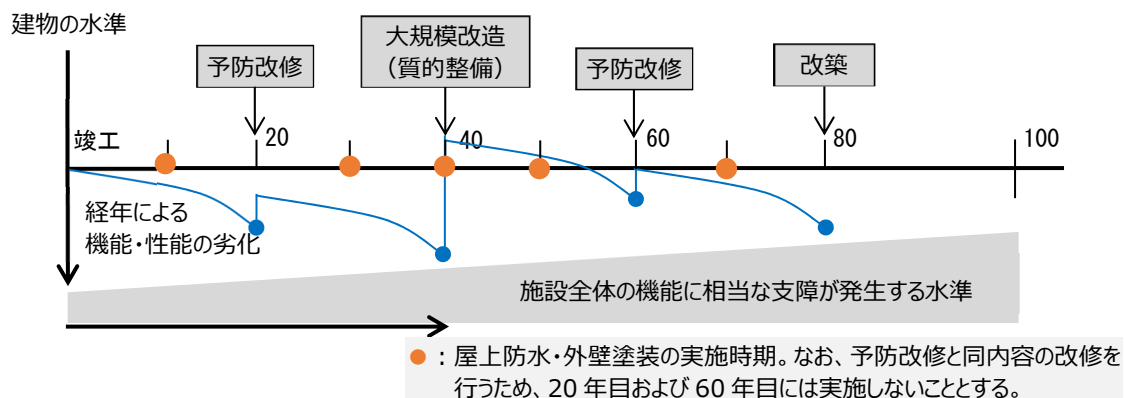 建物の水準
予防改修
大規模改造
（質的整備）
予防改修
改築
竣工
20
40
60
80
100
経年による
機能・性能の劣化
施設全体の機能に相当な支障が発生する水準
：屋上防水・外壁塗装の実施時期。なお、予防改修と同内容の改修を
行うため、20 年目および 60 年目には実施しないこととする。